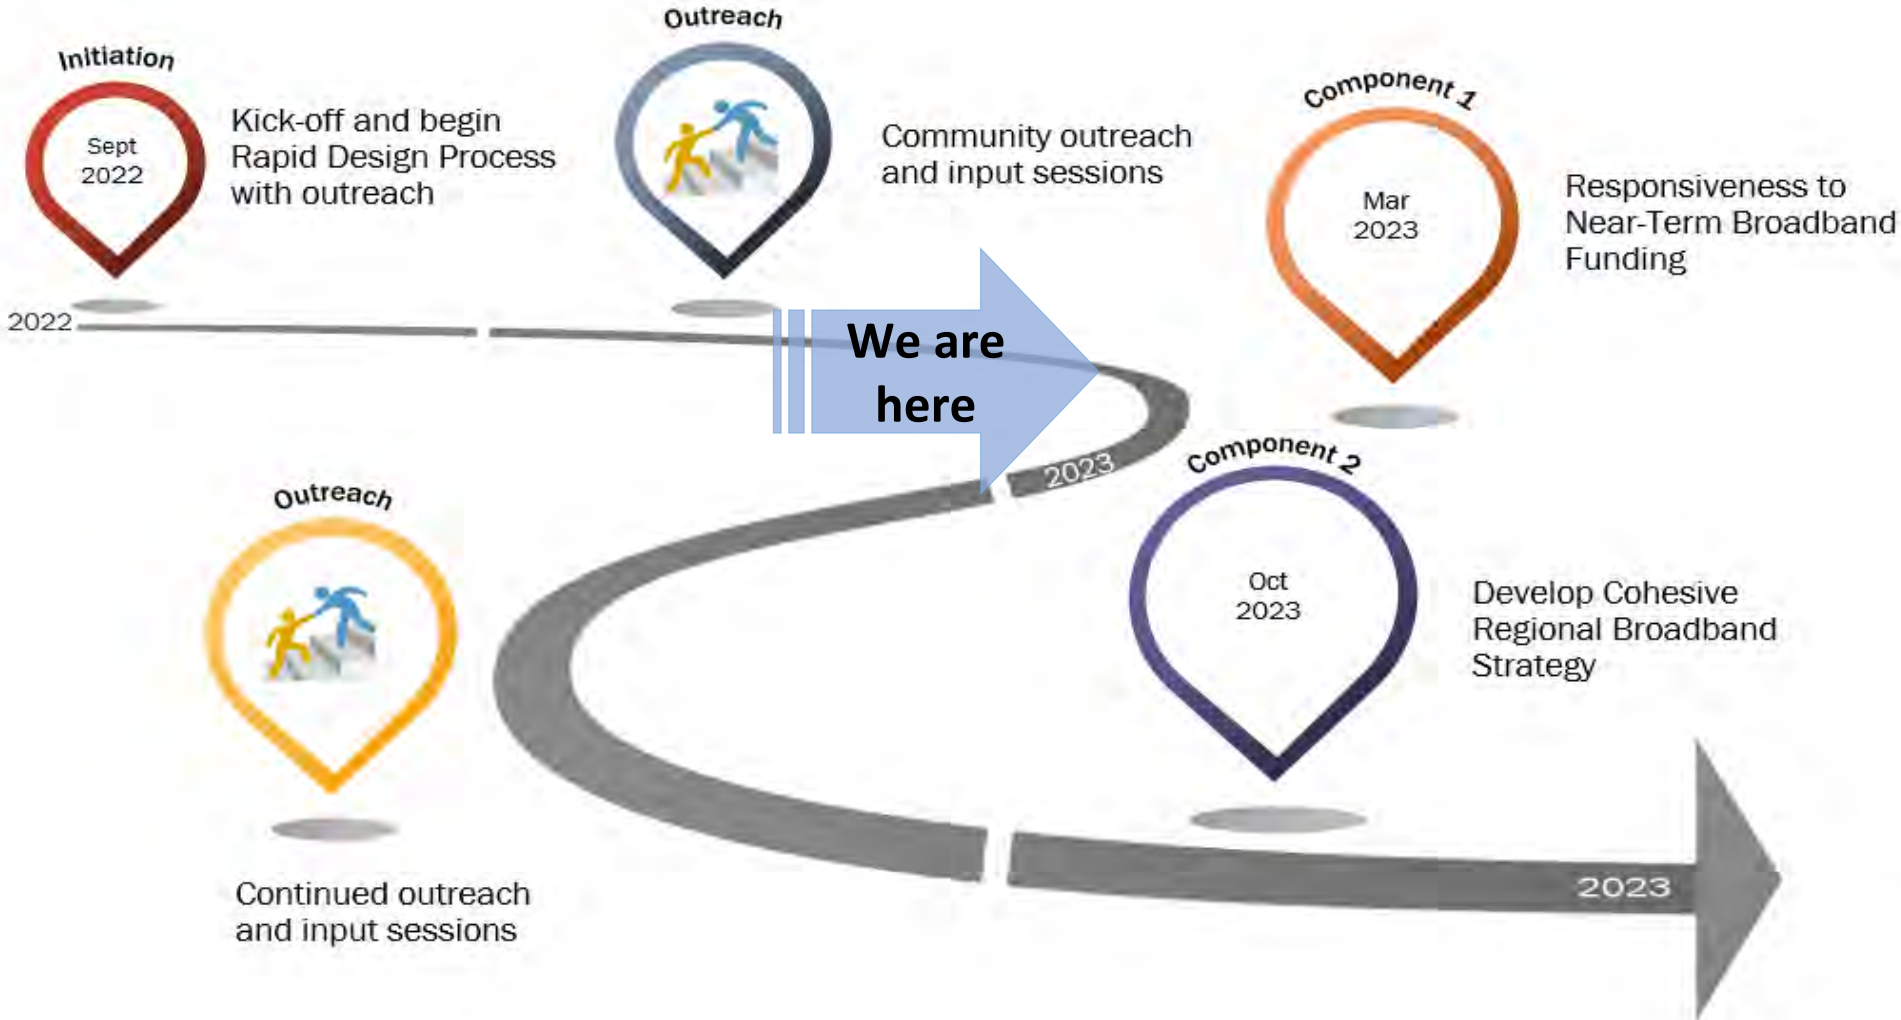 Initiation
Sept
2022
Kick-off and begin
Rapid Design Process
with outreach
Outreach
Community outreach
and input sessions
Component 1
Mar
2023
Responsiveness to
Near-Term Broadband
Funding
2022
We are
here
2023
Component 2
Oct
2023
Develop Cohesive
Regional Broadband
Strategy
Outreach
Continued outreach
and input sessions
2023